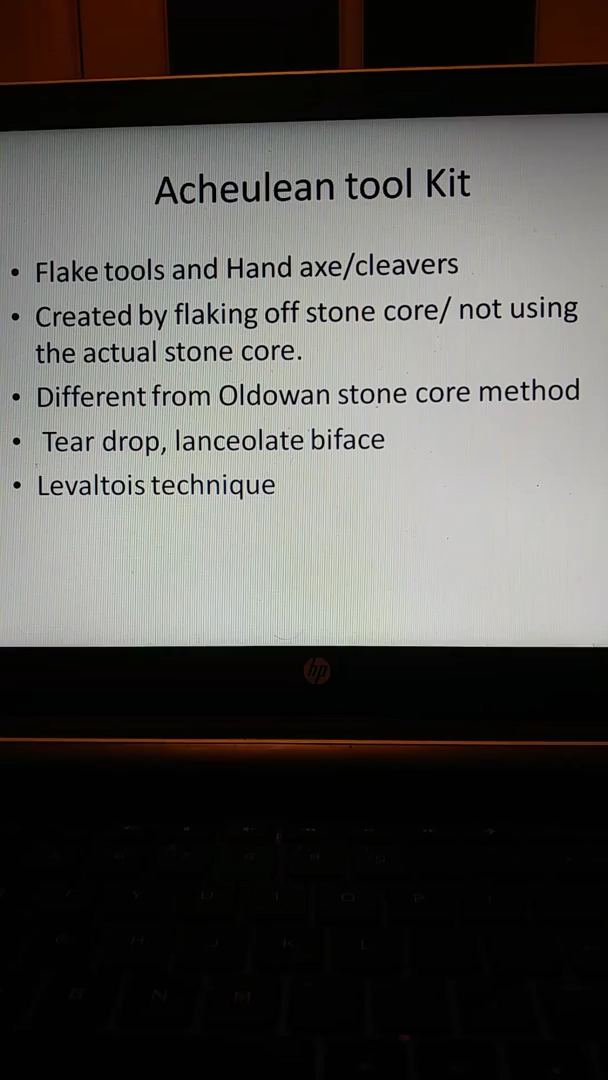 Acheulean tool Kit
• Flake tools and Hand axe/cleavers
• Created by flaking off stone core/ not using
the actual stone core.
• Different from Oldowan stone core method
• Tear drop, lanceolate biface
• Levaltois technique
hp
Y U I O P
H J K L
B N M